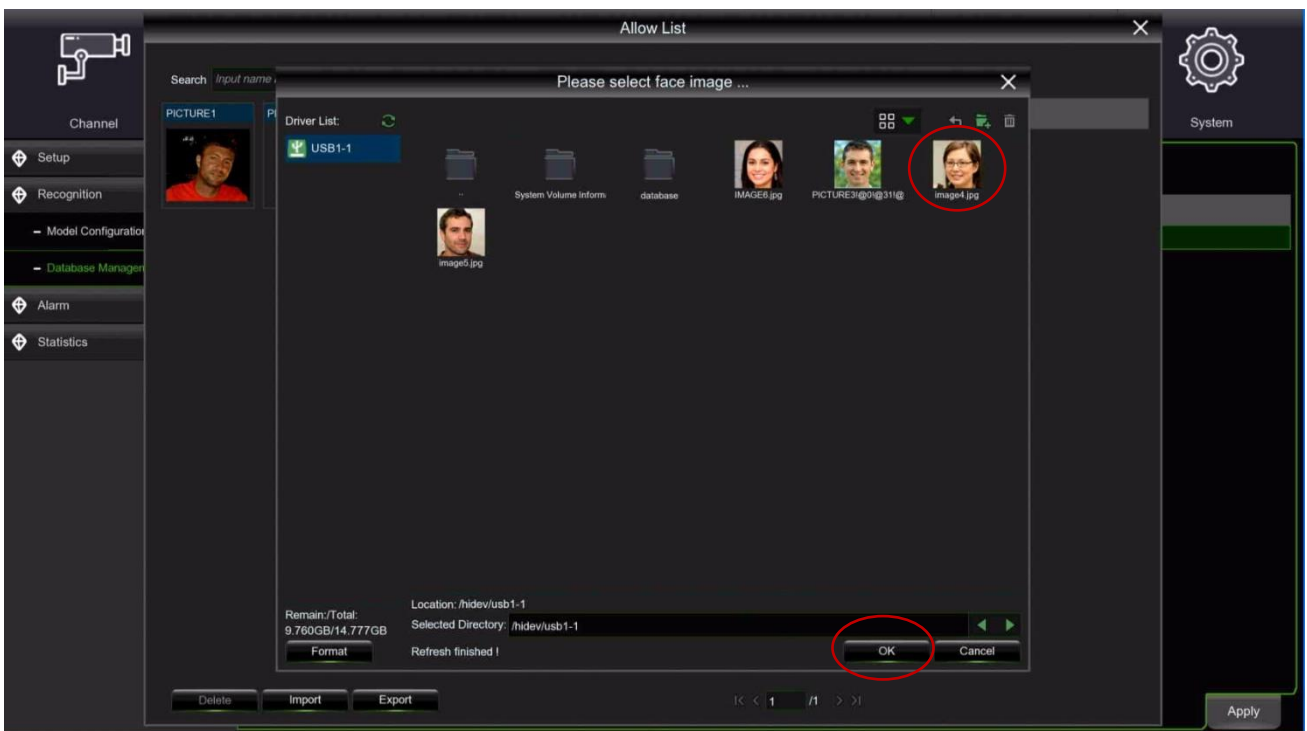 Allow List
Channel
System
Setup
Recognition
Model Configuration
Database Managem
Alarm
Statistics
Search Input name
PICTURE1
Please select face image ...
Driver List:
USB1-1
..
System Volume Inform
database
IMAGE6.jpg
PICTURE3!@0!@31!@
image4.jpg
image5.jpg
Remain:/Total:
9.760GB/14.777GB
Location: /hidev/usb1-1
Selected Directory: /hidev/usb1-1
Format
Refresh finished !
OK
Cancel
Delete
Import
Export
1 /1
Apply